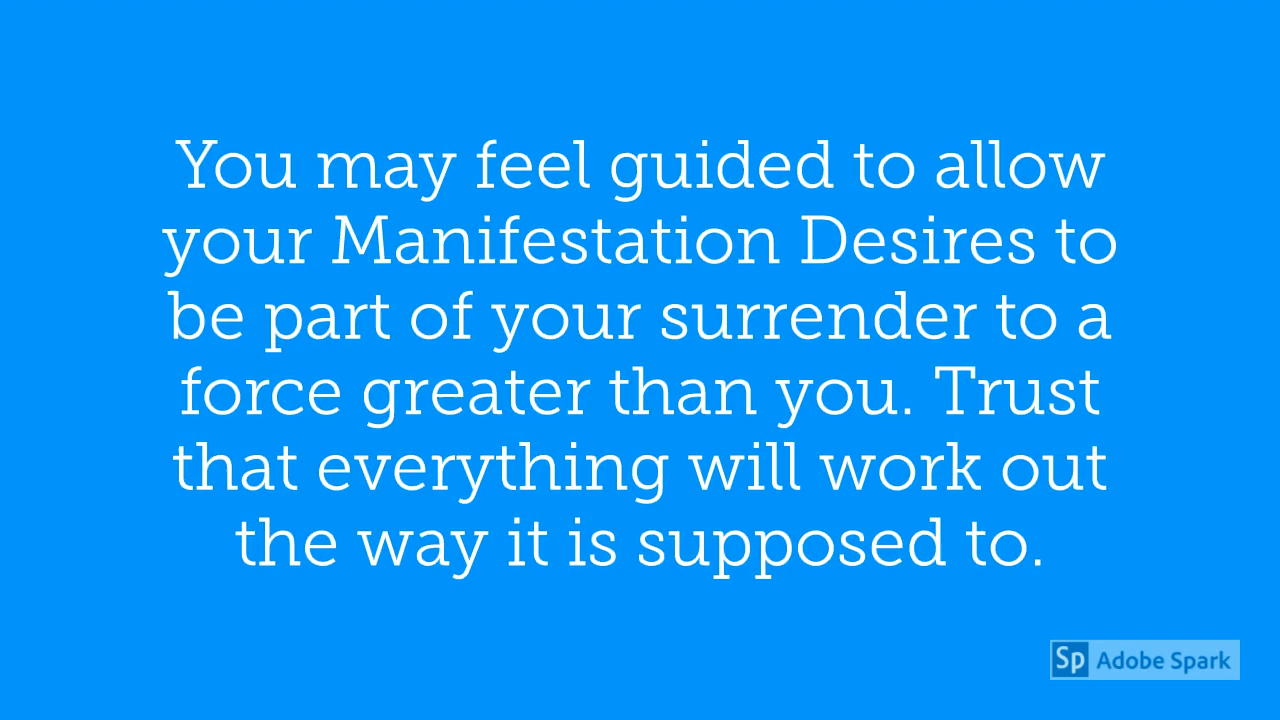 You may feel guided to allow
your Manifestation Desires to
be part of your surrender to a
force greater than you. Trust
that everything will work out
the way it is supposed to.
Sp Adobe Spark